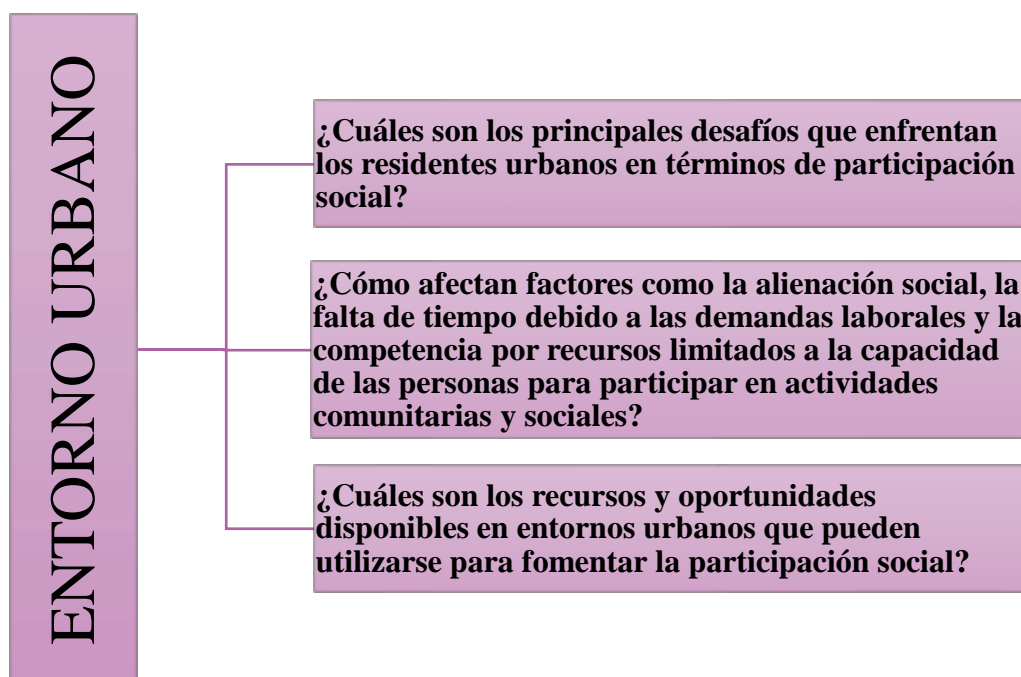 ENTORNO URBANO
¿Cuáles son los principales desafíos que enfrentan
los residentes urbanos en términos de participación
social?
¿Cómo afectan factores como la alienación social, la
falta de tiempo debido a las demandas laborales y la
competencia por recursos limitados a la capacidad
de las personas para participar en actividades
comunitarias y sociales?
¿Cuáles son los recursos y oportunidades
disponibles en entornos urbanos que pueden
utilizarse para fomentar la participación social?